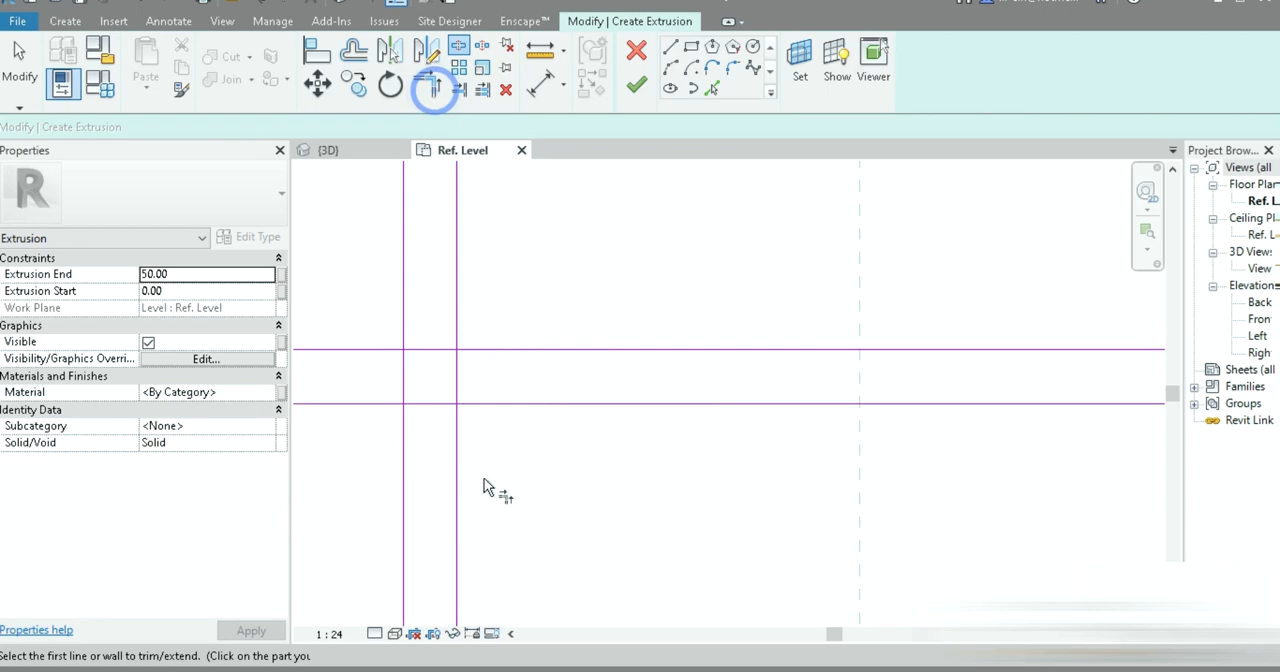 File Create Insert Annotate View Manage Add-Ins Issues Site Designer Enscape™ Modify | Create Extrusion
Modify Paste Cut Join Set Show Viewer
Modify | Create Extrusion
Properties {3D} Ref. Level Project Brow...
R
Extrusion Edit Type
Constraints
Extrusion End 50.00
Extrusion Start 0.00
Work Plane Level : Ref. Level
Graphics
Visible
Visibility/Graphics Overri... Edit...
Materials and Finishes
Material <By Category>
Identity Data
Subcategory <None>
Solid/Void Solid
2D
Views (all
Floor Plan
Ref. L
Ceiling Pl
Ref. L
3D Views
View
Elevations
Back
Fron
Left
Righ
Sheets (all
Families
Groups
Revit Link
Properties help Apply
1 : 24
Select the first line or wall to trim/extend. (Click on the part you